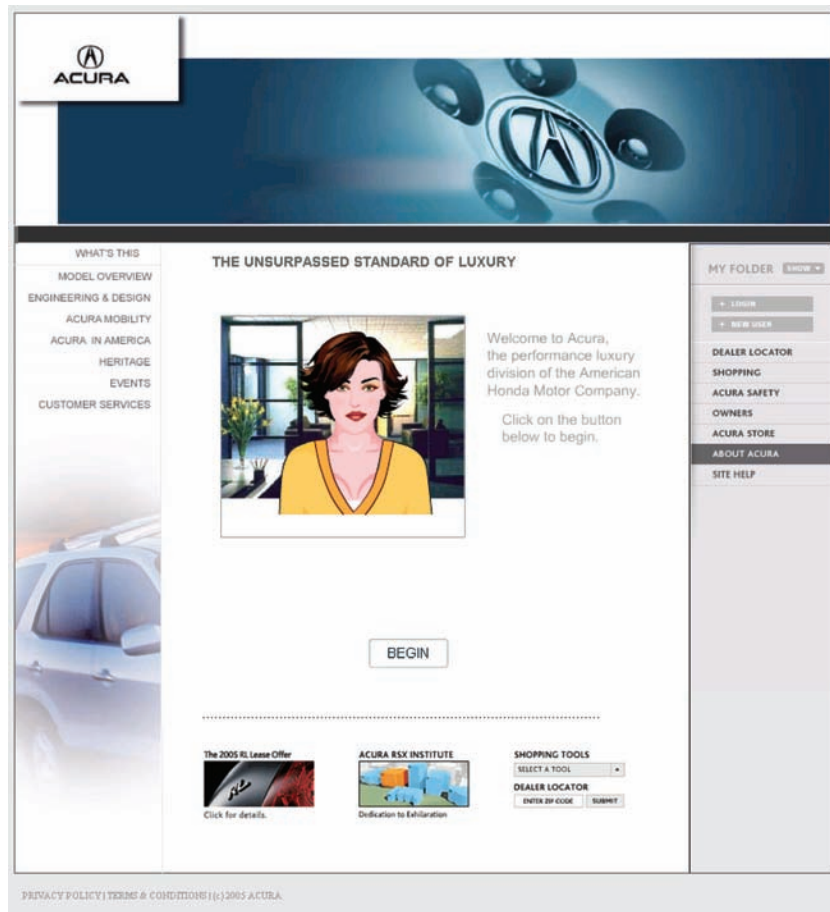 ACURA
WHAT'S THIS
MODEL OVERVIEW
ENGINEERING & DESIGN
ACURA MOBILITY
ACURA IN AMERICA
HERITAGE
EVENTS
CUSTOMER SERVICES
THE UNSURPASSED STANDARD OF LUXURY
Welcome to Acura,
the performance luxury
division of the American
Honda Motor Company.
Click on the button
below to begin.
BEGIN
MY FOLDER SHOW
+ LOGIN
+ NEW USER
DEALER LOCATOR
SHOPPING
ACURA SAFETY
OWNERS
ACURA STORE
ABOUT ACURA
SITE HELP
The 2005 RL Lease Offer
RL
Click for details.
ACURA RSX INSTITUTE
Dedication to Exhilaration
SHOPPING TOOLS
SELECT A TOOL
DEALER LOCATOR
ENTER ZIP CODE SUBMIT
PRIVACY POLICY | TERMS & CONDITIONS | (c) 2005 ACURA